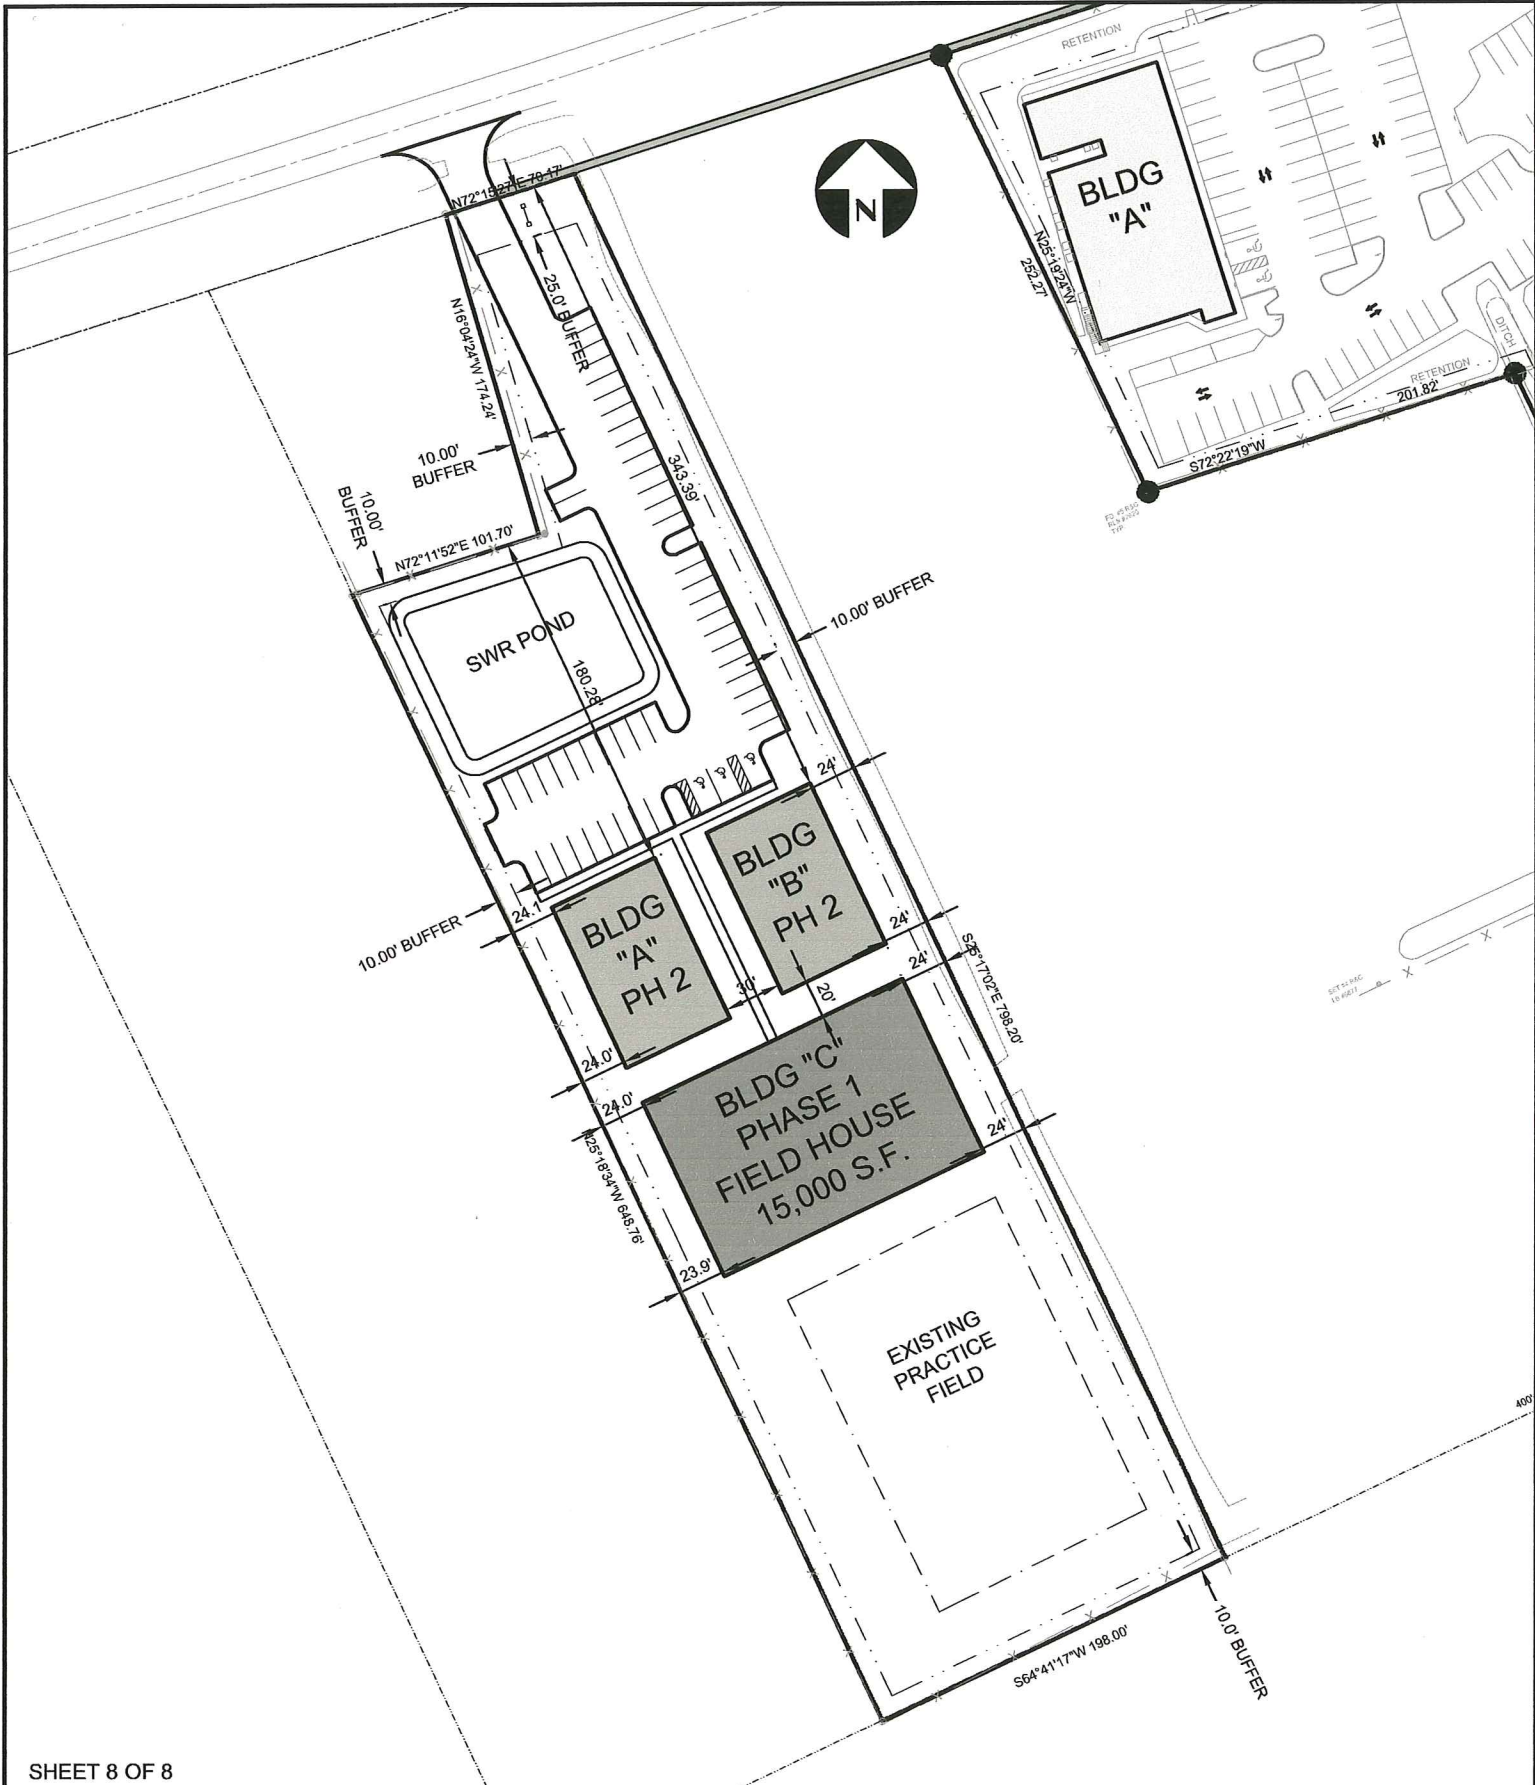 RETENTION
BLDG
"A"
N
N72°15'27"E 70.17'
25.0' BUFFER
N16°04'24"W 174.24'
N25°19'24"W
252.27'
DITCH
RETENTION
201.82'
S72°22'19"W
10.00'
BUFFER
10.00'
BUFFER
343.39'
N72°11'52"E 101.70'
TYP
10.00' BUFFER
SWR POND
180.28'
24'
BLDG
"B"
PH 2
BLDG
"A"
PH 2
24.1'
10.00' BUFFER
24'
24'
S25°17'02"E 798.20'
30'
20'
24.0'
24.0'
BLDG "C"
PHASE 1
FIELD HOUSE
15,000 S.F.
24'
25°18'34"W 648.76'
23.9'
EXISTING
PRACTICE
FIELD
400'
10.0' BUFFER
S64°41'17"W 198.00'
SHEET 8 OF 8